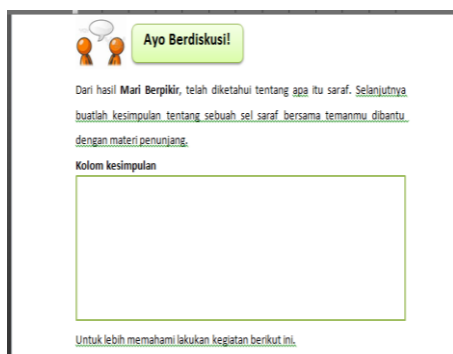 Ayo Berdiskusi!
Dari hasil Mari Berpikir, telah diketahui tentang apa itu saraf. Selanjutnya
buatlah kesimpulan tentang sebuah sel saraf bersama temanmu dibantu
dengan materi penunjang.
Kolom kesimpulan
Untuk lebih memahami lakukan kegiatan berikut ini.